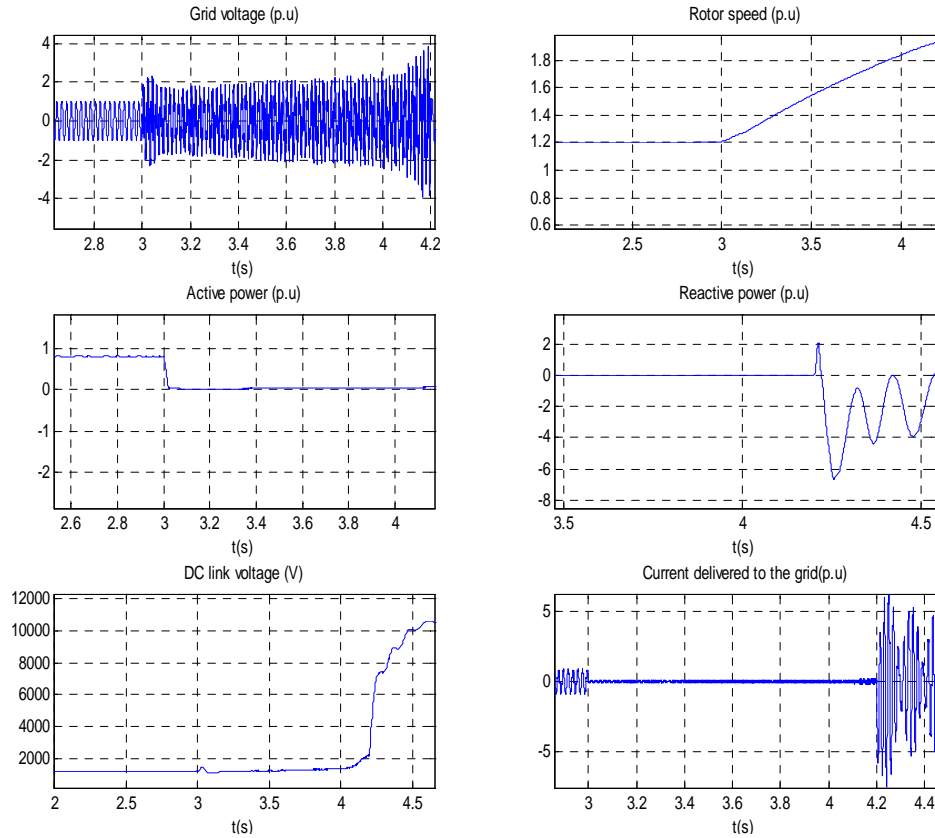 Grid voltage (p.u)
4
2
0
-2
-4
2.8 3 3.2 3.4 3.6 3.8 4 4.2
t(s)
Rotor speed (p.u)
1.8
1.6
1.4
1.2
1
0.8
0.6
2.5 3 3.5 4
t(s)
Active power (p.u)
1
0
-1
-2
2.6 2.8 3 3.2 3.4 3.6 3.8 4
t(s)
Reactive power (p.u)
2
0
-2
-4
-6
-8
3.5 4 4.5
t(s)
DC link voltage (V)
12000
10000
8000
6000
4000
2000
2 2.5 3 3.5 4 4.5
t(s)
Current delivered to the grid(p.u)
5
0
-5
3 3.2 3.4 3.6 3.8 4 4.2 4.4
t(s)